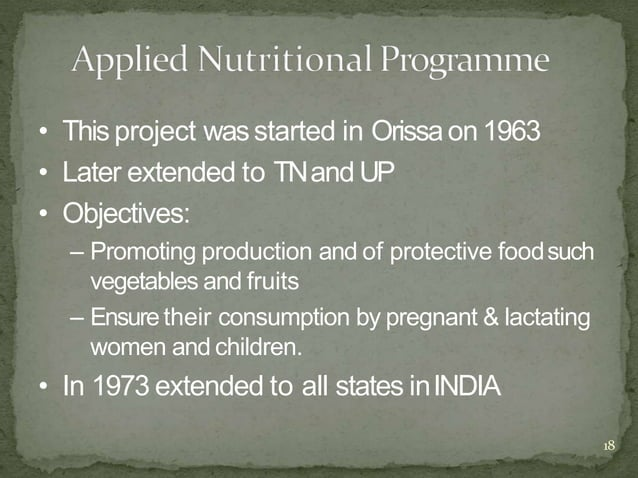 Applied Nutritional Programme
• This project was started in Orissa on 1963
• Later extended to TN and UP
• Objectives:
– Promoting production and of protective food such
vegetables and fruits
– Ensure their consumption by pregnant & lactating
women and children.
• In 1973 extended to all states in INDIA
18